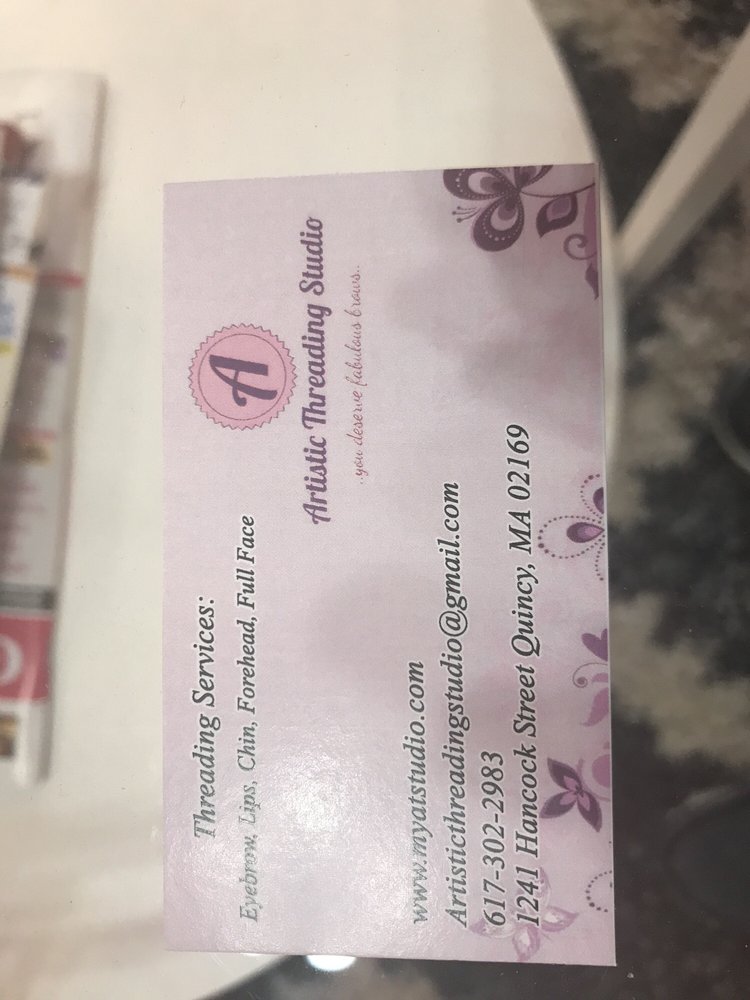 Threading Services:
Eyebrow, Lips, Chin, Forehead, Full Face
A
Artistic Threading Studio
..you deserve fabulous brows..
www.myatstudio.com
Artisticthreadingstudio@gmail.com
617-302-2983
1241 Hancock Street Quincy, MA 02169